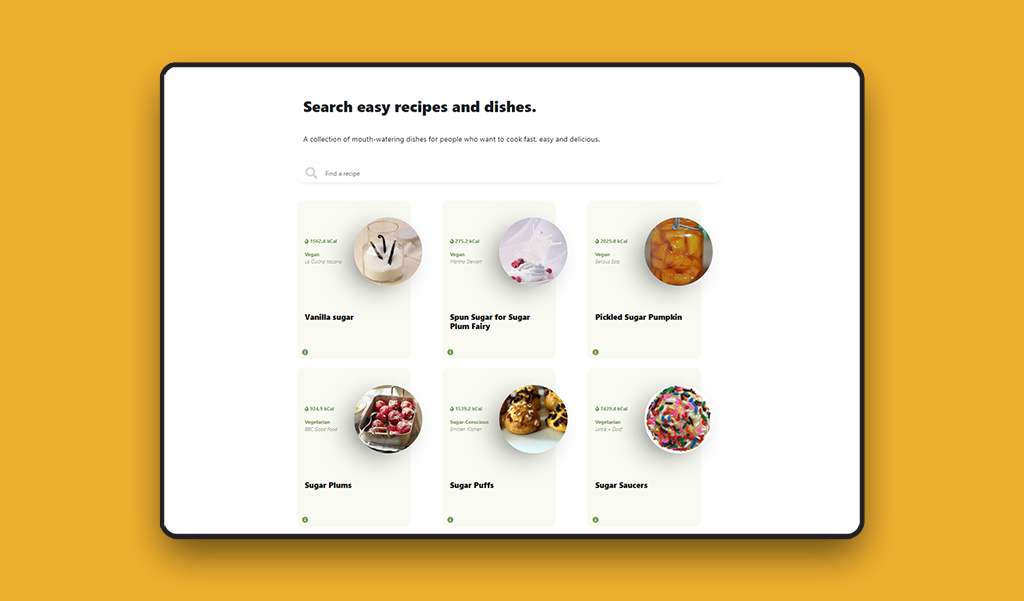 Search easy recipes and dishes.
A collection of mouth-watering dishes for people who want to cook fast, easy and delicious.
Find a recipe
1562.4 kCal
Vegan
La Cucina Italiana
Vanilla sugar
275.2 kCal
Vegan
Martha Stewart
Spun Sugar for Sugar
Plum Fairy
2025.8 kCal
Vegan
Serious Eats
Pickled Sugar Pumpkin
924.9 kCal
Vegetarian
BBC Good Food
Sugar Plums
1539.2 kCal
Sugar-Conscious
Smitten Kitchen
Sugar Puffs
7439.4 kCal
Vegetarian
Lottie + Doof
Sugar Saucers